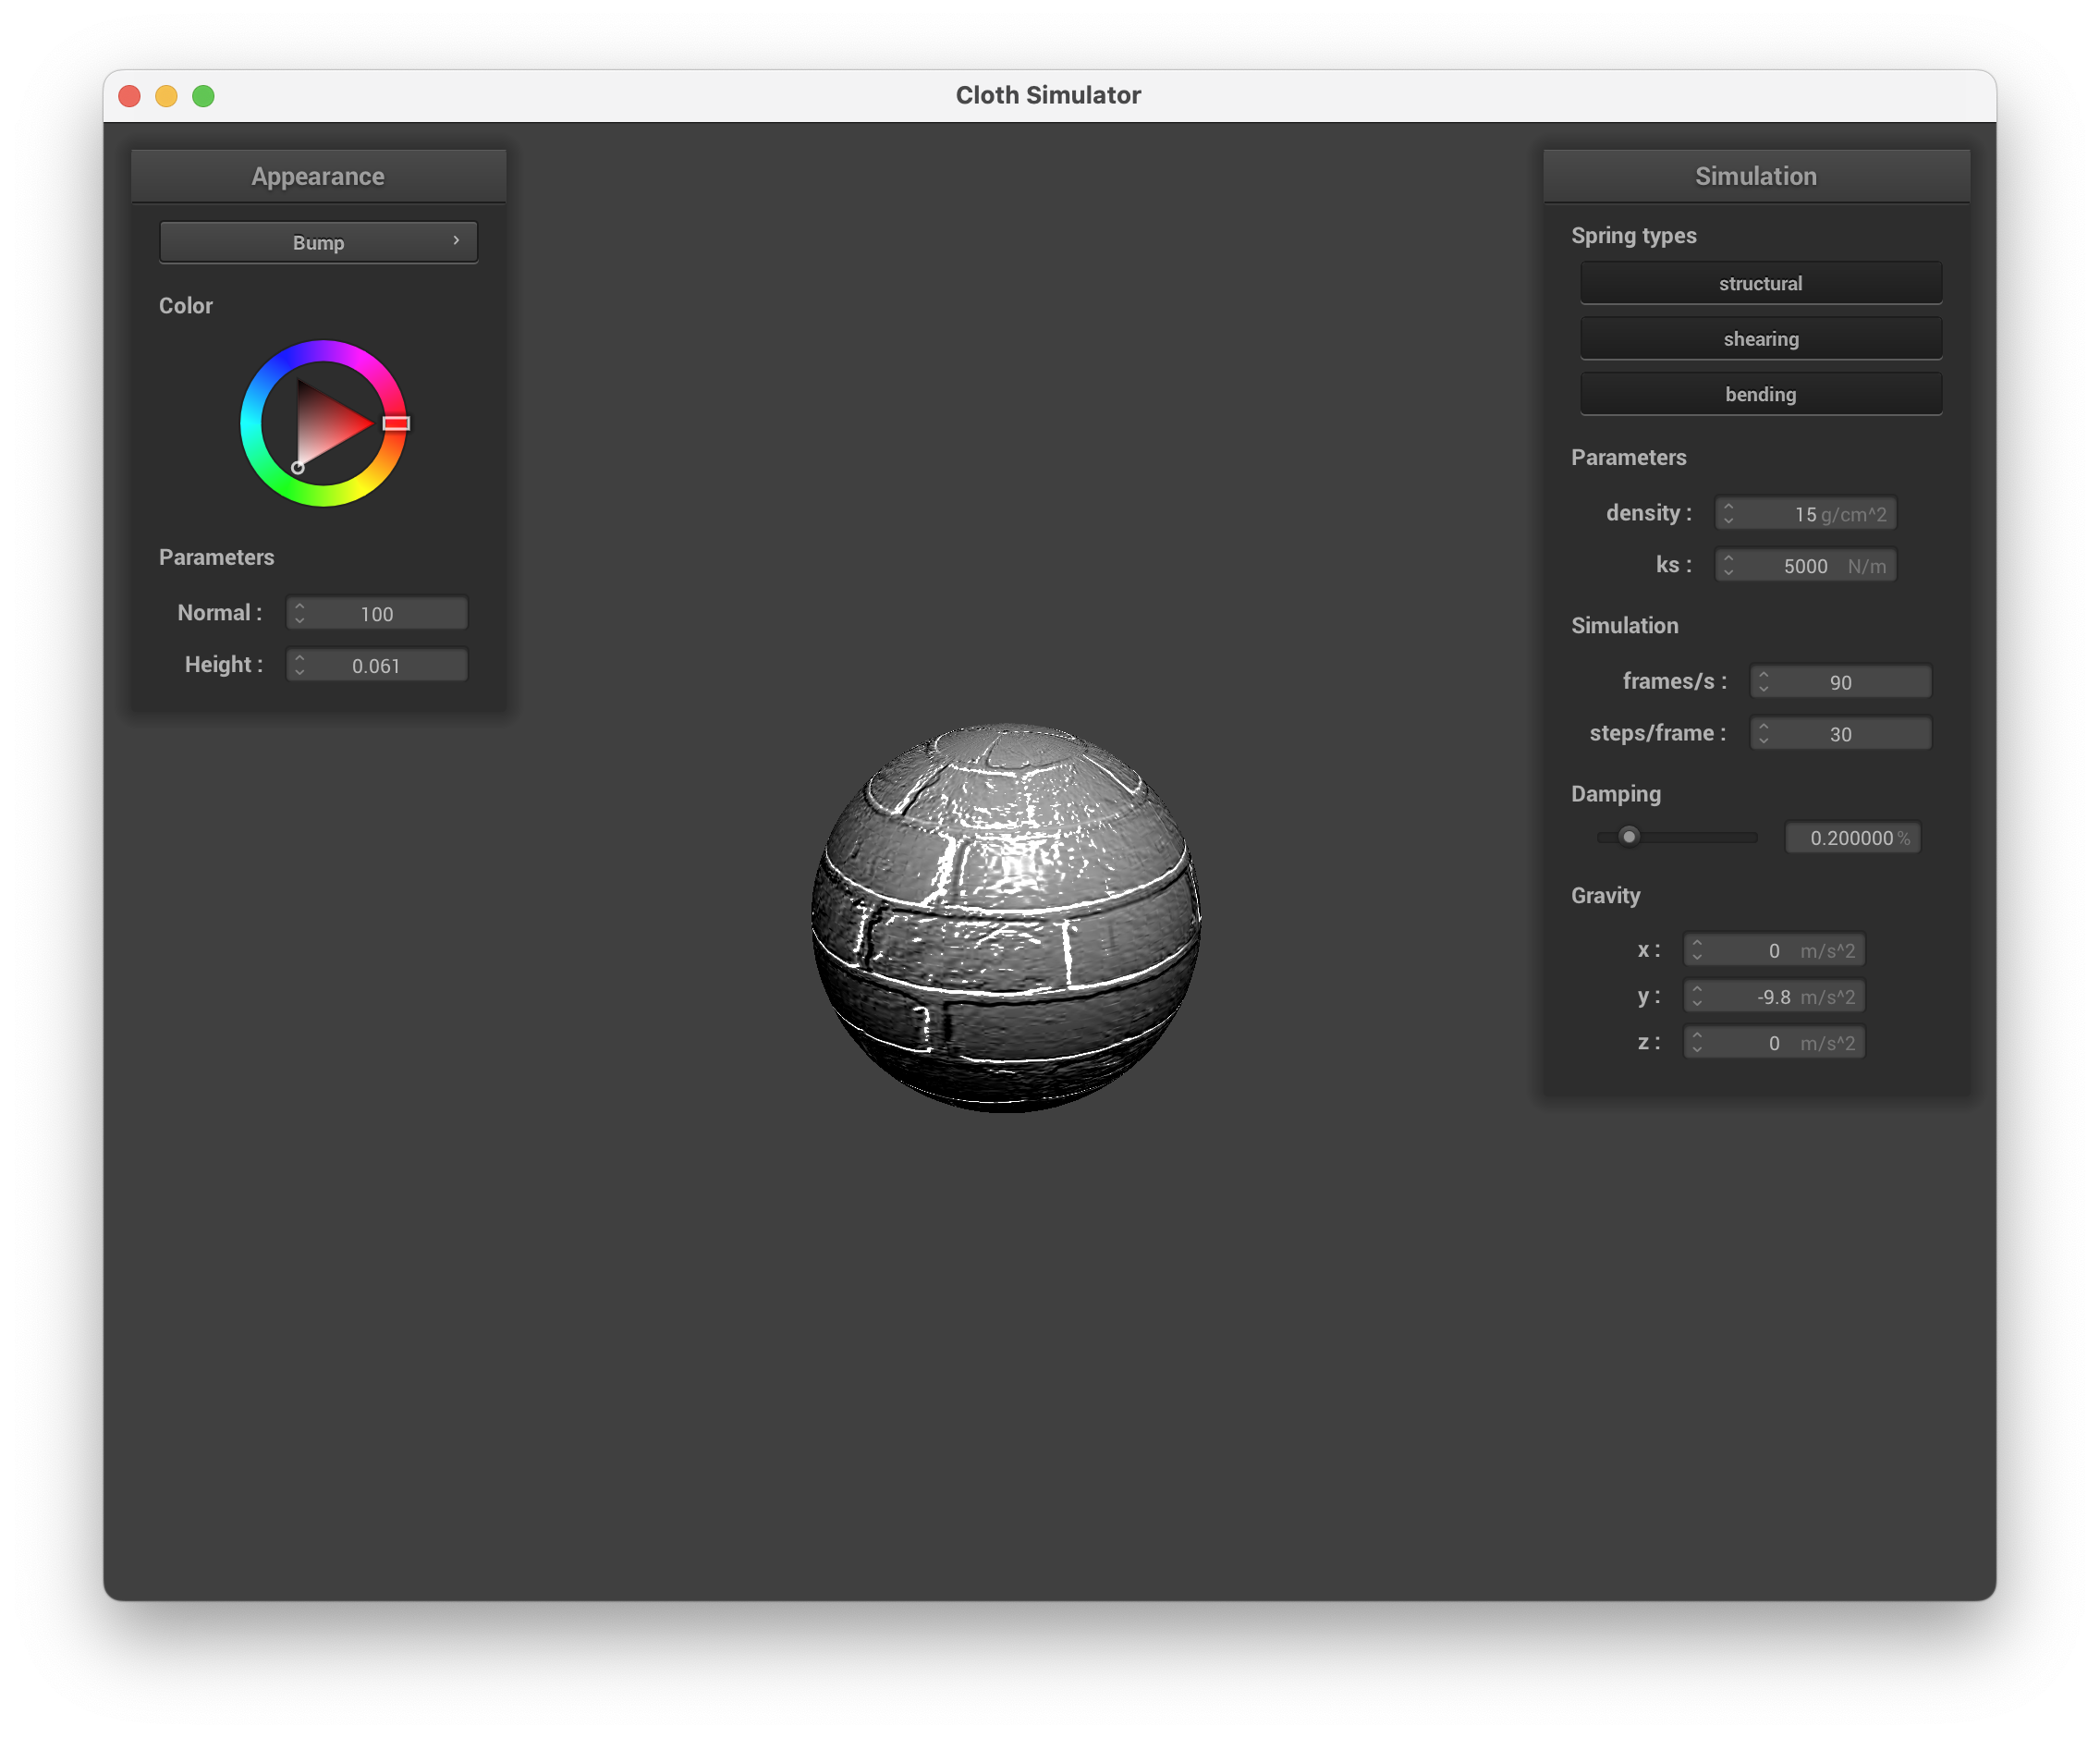 Cloth Simulator
Appearance
Bump
Color
Parameters
Normal : 100
Height : 0.061
Simulation
Spring types
structural
shearing
bending
Parameters
density : 15 g/cm^2
ks : 5000 N/m
Simulation
frames/s : 90
steps/frame : 30
Damping
0.200000 %
Gravity
x : 0 m/s^2
y : -9.8 m/s^2
z : 0 m/s^2